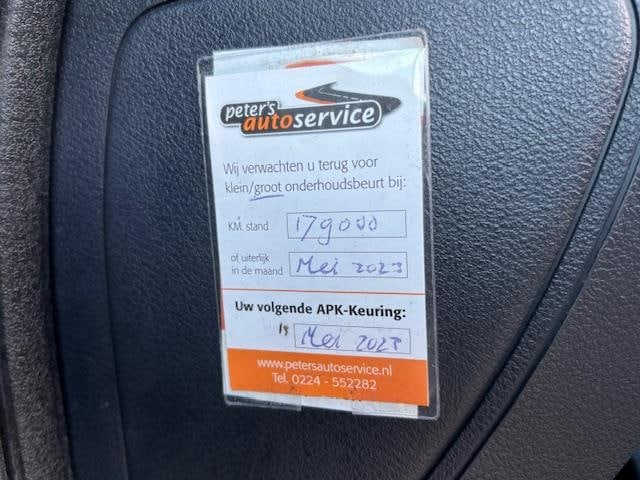 peter's
autoservice
Wij verwachten u terug voor
klein/groot onderhoudsbeurt bij:
KM. stand 179000
of uiterlijk
in de maand Mei 2023
Uw volgende APK-Keuring:
Mei 2023
www.petersautoservice.nl
Tel. 0224 - 552282